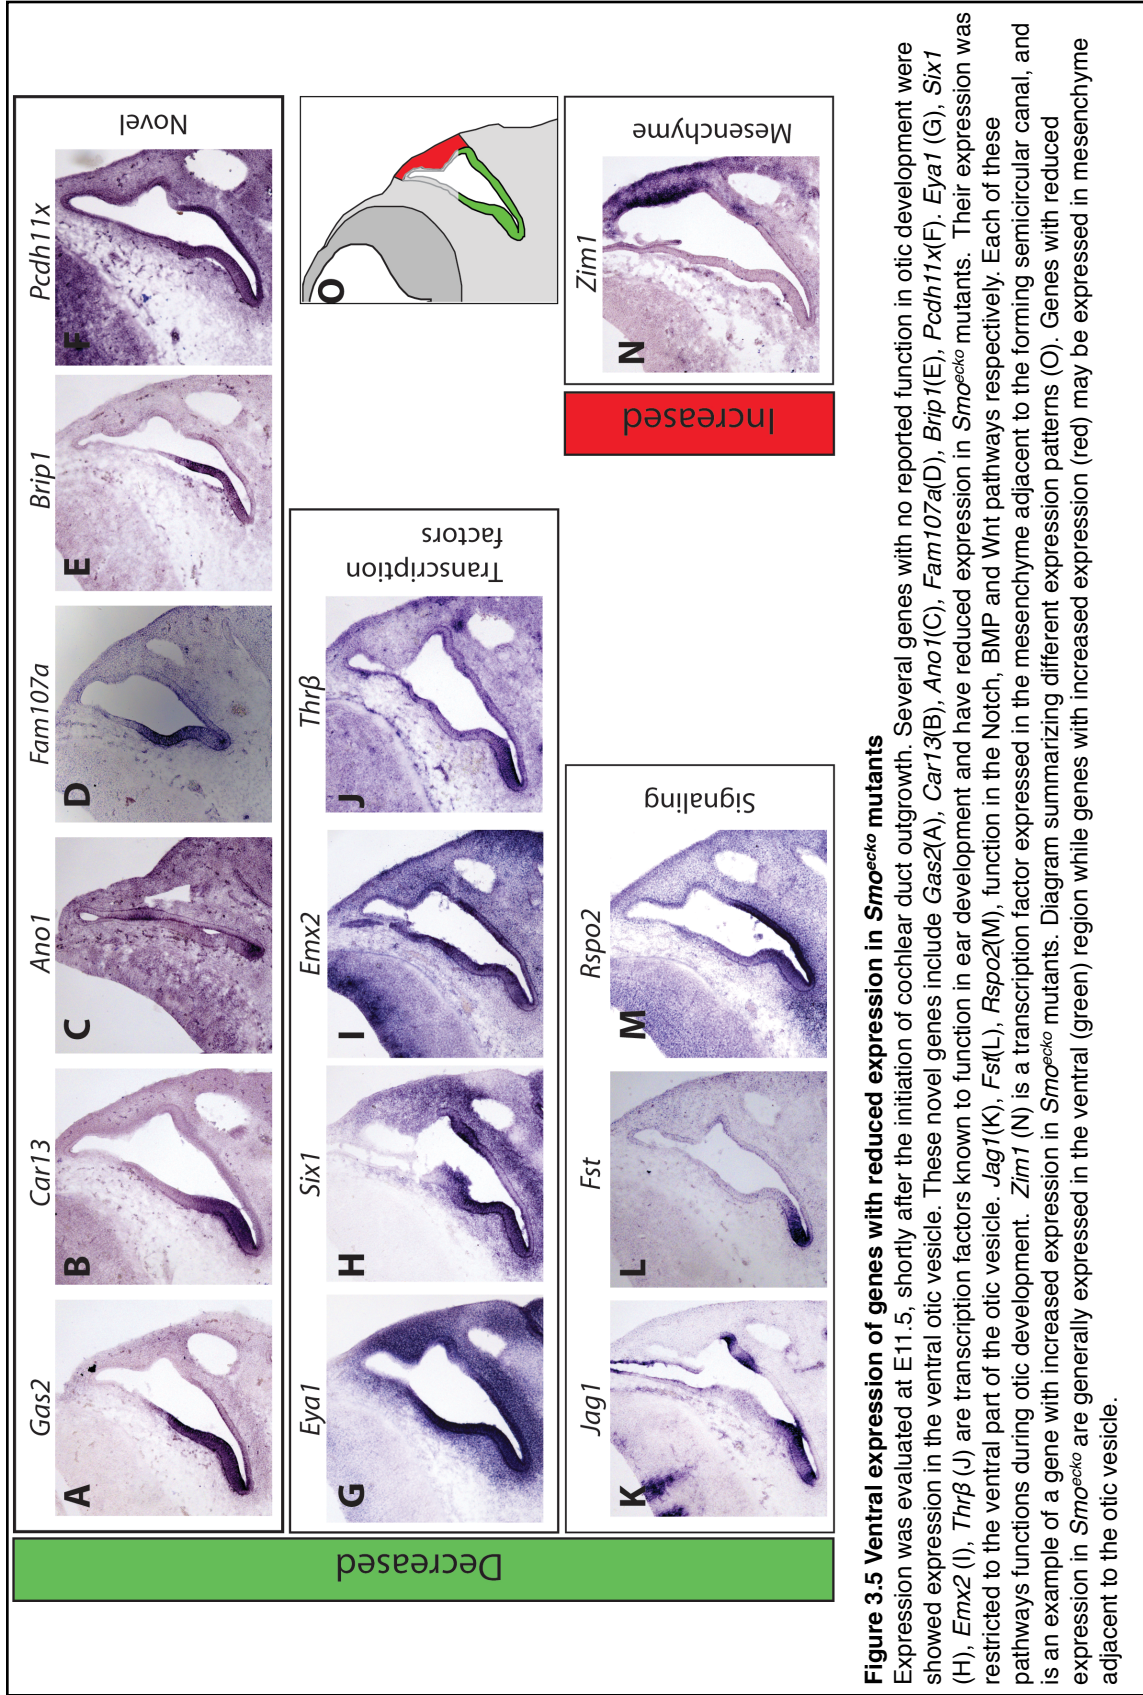 Decreased
Gas2
A
Car13
B
Ano1
C
Fam107a
D
Brip1
E
Pcdh11x
F
Novel
Eya1
G
Six1
H
Emx2
I
Thrβ
J
Transcription
factors
O
Jag1
K
Fst
L
Rspo2
M
Signaling
Increased
Zim1
N
Mesenchyme
Figure 3.5 Ventral expression of genes with reduced expression in Smoecko mutants
Expression was evaluated at E11.5, shortly after the initiation of cochlear duct outgrowth. Several genes with no reported function in otic development were
showed expression in the ventral otic vesicle. These novel genes include Gas2(A), Car13(B), Ano1(C), Fam107a(D), Brip1(E), Pcdh11x(F). Eya1 (G), Six1
(H), Emx2 (I), Thrβ (J) are transcription factors known to function in ear development and have reduced expression in Smoecko mutants. Their expression was
restricted to the ventral part of the otic vesicle. Jag1(K), Fst(L), Rspo2(M), function in the Notch, BMP and Wnt pathways respectively. Each of these
pathways functions during otic development. Zim1 (N) is a transcription factor expressed in the mesenchyme adjacent to the forming semicircular canal, and
is an example of a gene with increased expression in Smoecko mutants. Diagram summarizing different expression patterns (O). Genes with reduced
expression in Smoecko are generally expressed in the ventral (green) region while genes with increased expression (red) may be expressed in mesenchyme
adjacent to the otic vesicle.